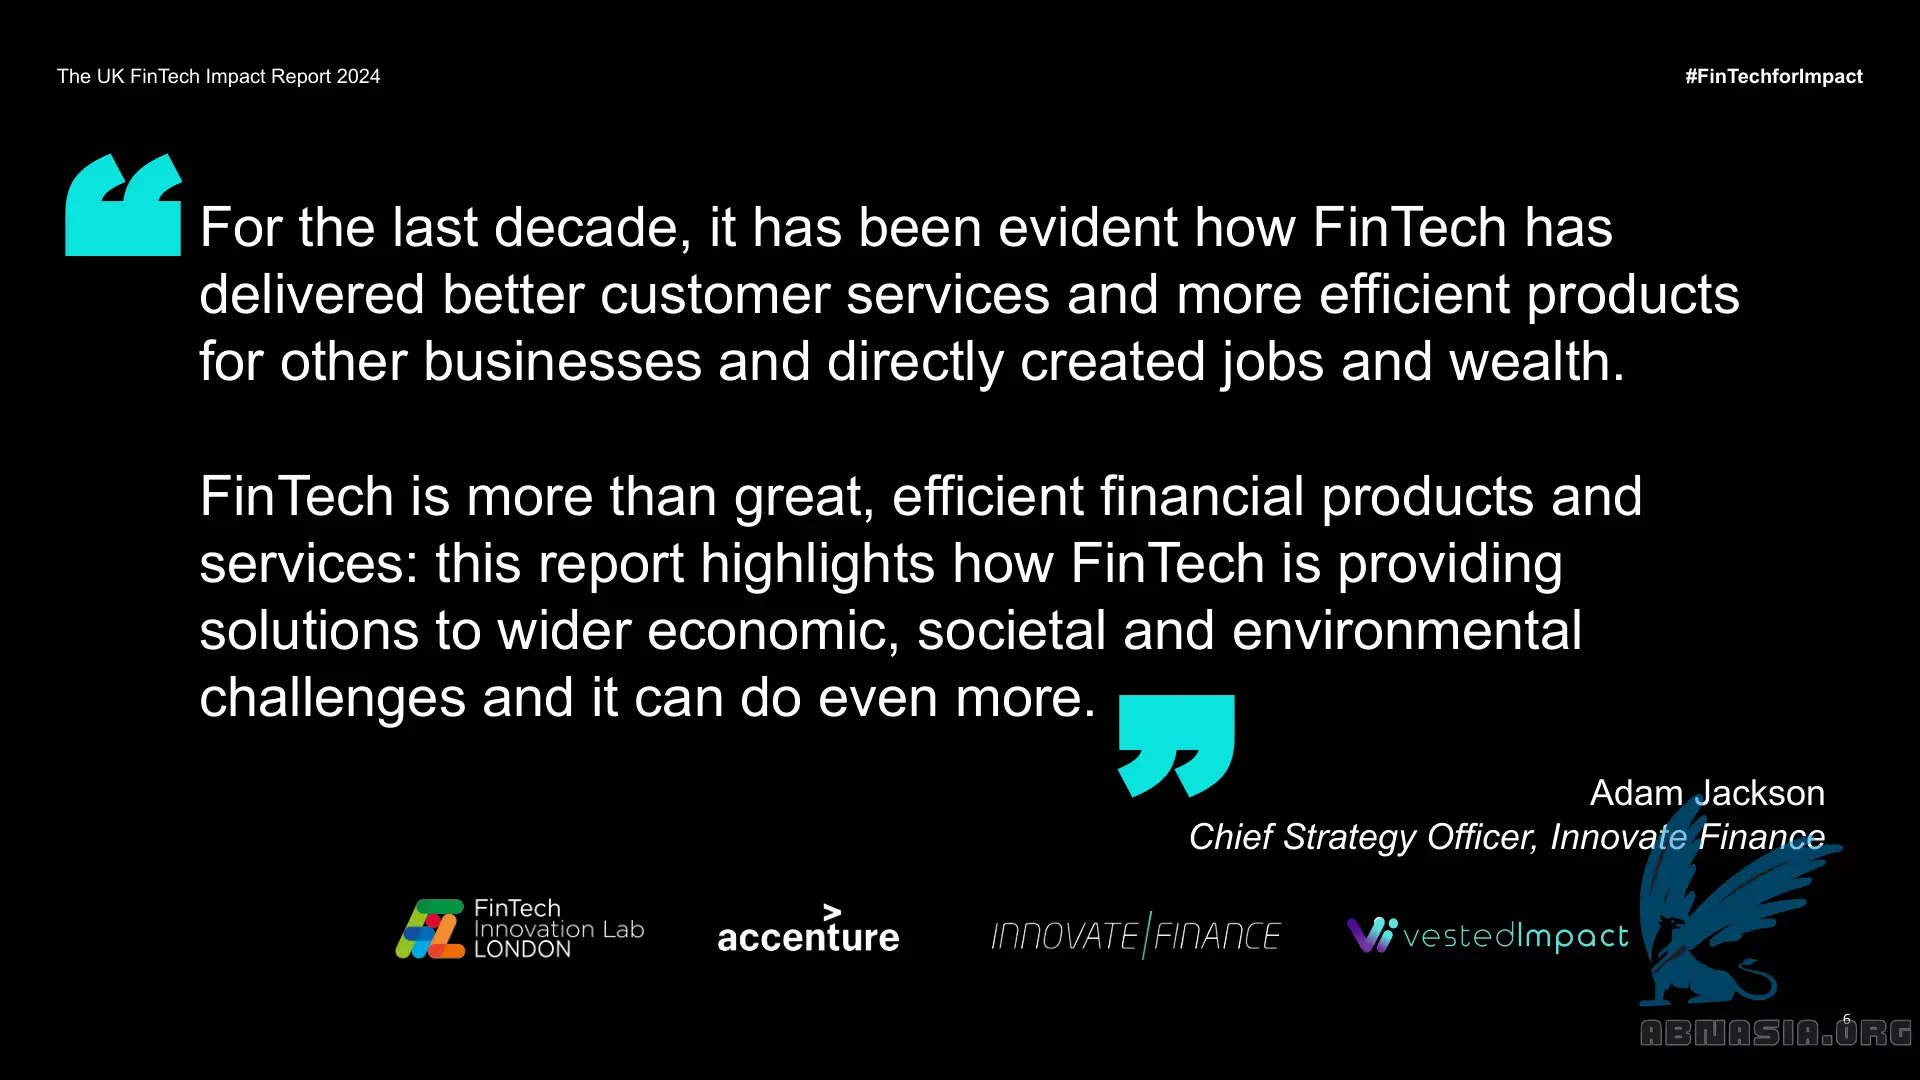 The UK FinTech Impact Report 2024
#FinTechforImpact
“
For the last decade, it has been evident how FinTech has
delivered better customer services and more efficient products
for other businesses and directly created jobs and wealth.
FinTech is more than great, efficient financial products and
services: this report highlights how FinTech is providing
solutions to wider economic, societal and environmental
challenges and it can do even more.
”
Adam Jackson
Chief Strategy Officer, Innovate Finance
FinTech
Innovation Lab
LONDON
>
accenture
INNOVATE/FINANCE
vestedImpact
6
ABNASIA.ORG